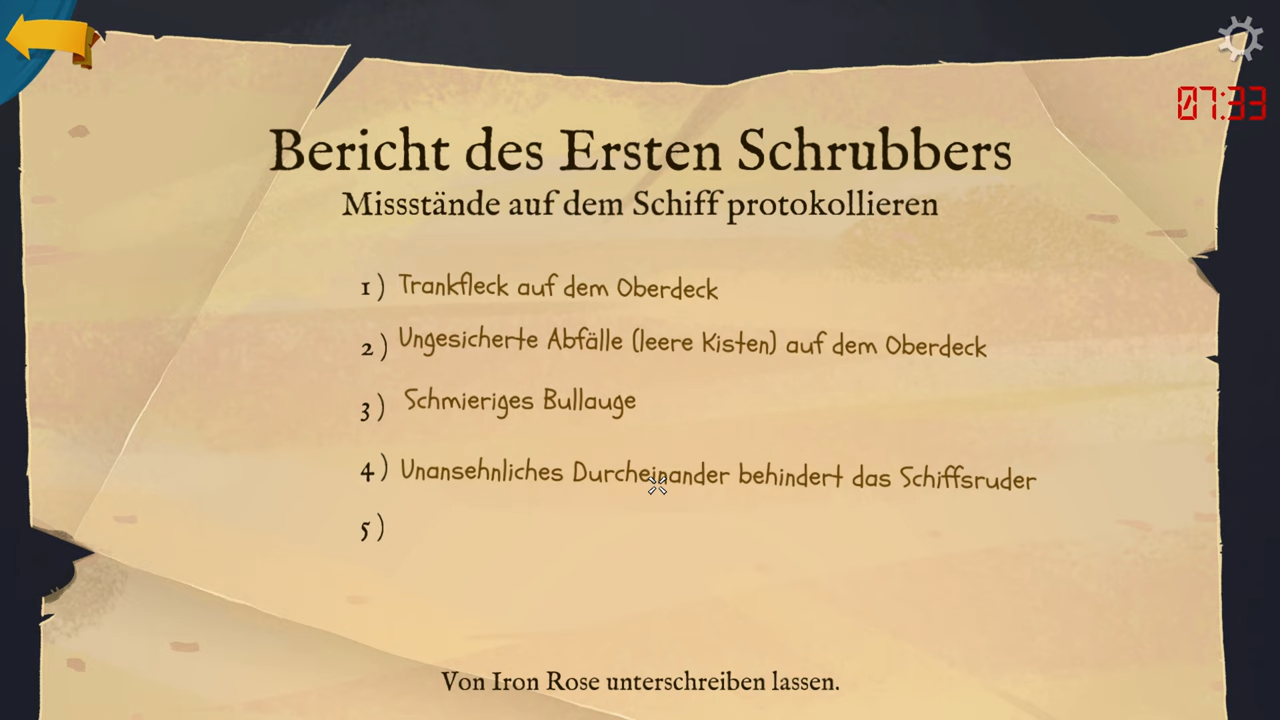 07:33
Bericht des Ersten Schrubbers
Missstände auf dem Schiff protokollieren
1) Trankfleck auf dem Oberdeck
2) Ungesicherte Abfälle (leere Kisten) auf dem Oberdeck
3) Schmieriges Bullauge
4) Unansehnliches Durcheinander behindert das Schiffsruder
5)
Von Iron Rose unterschreiben lassen.